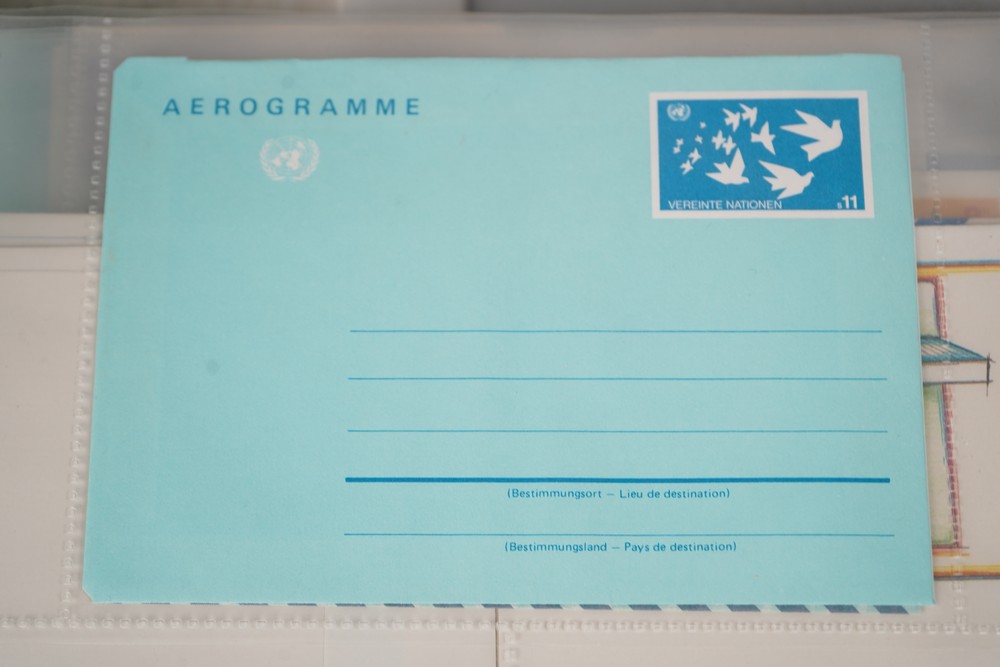 AEROGRAMME
VEREINTE NATIONEN s11
(Bestimmungsort — Lieu de destination)
(Bestimmungsland — Pays de destination)